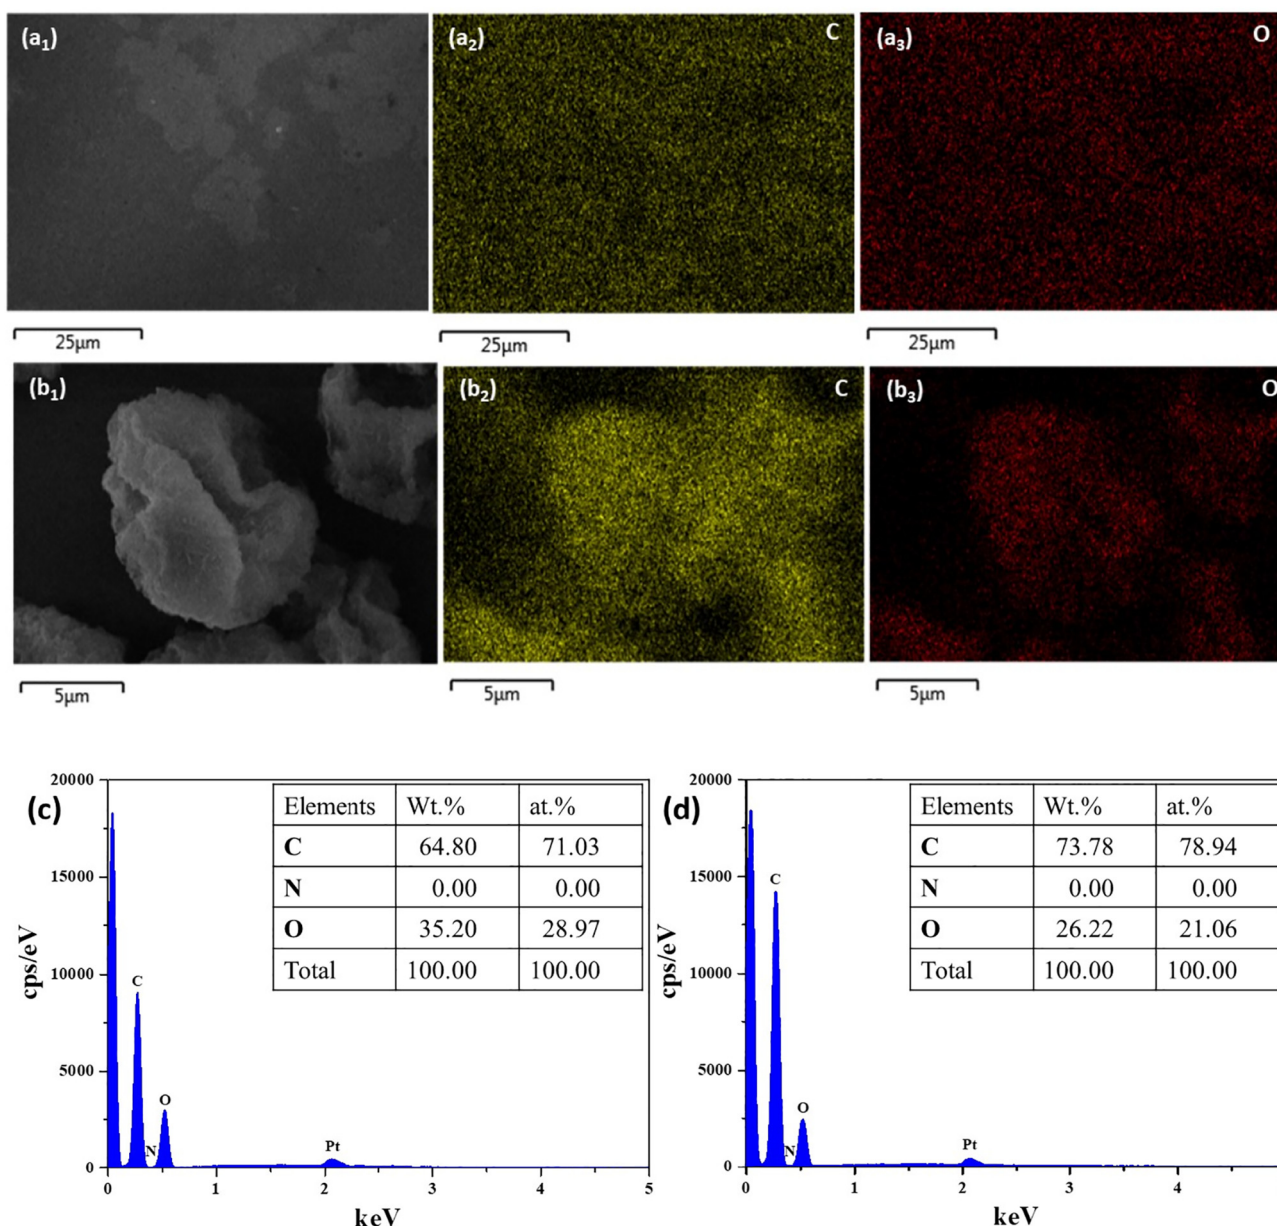 (a1)
(a2)
C
(a3)
O
25µm
25µm
25µm
(b1)
(b2)
C
(b3)
O
5µm
5µm
5µm
(c)
20000
15000
10000
5000
0
cps/eV
Elements Wt.% at.%
C 64.80 71.03
N 0.00 0.00
O 35.20 28.97
Total 100.00 100.00
C
N
O
Pt
0 1 2 3 4 5
keV
(d)
20000
15000
10000
5000
0
cps/eV
Elements Wt.% at.%
C 73.78 78.94
N 0.00 0.00
O 26.22 21.06
Total 100.00 100.00
C
N
O
Pt
0 1 2 3 4
keV